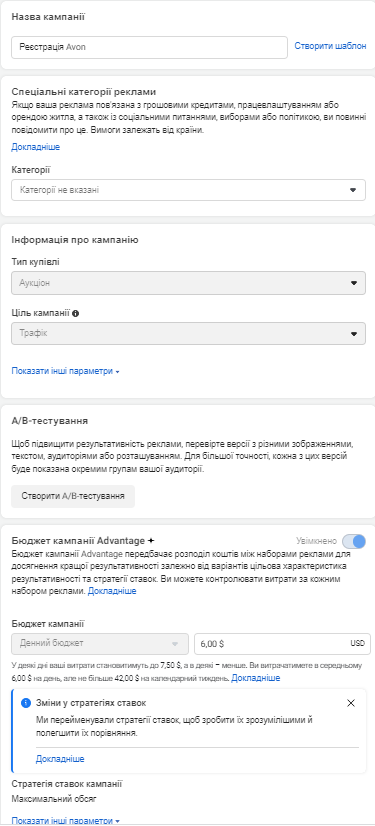 Назва кампанії
Реєстрація Avon
Створити шаблон
Спеціальні категорії реклами
Якщо ваша реклама пов'язана з грошовими кредитами, працевлаштуванням або
орендою житла, а також із соціальними питаннями, виборами або політикою, ви повинні
повідомити про це. Вимоги залежать від країни.
Докладніше
Категорії
Категорії не вказані
Інформація про кампанію
Тип купівлі
Аукціон
Ціль кампанії
Трафік
Показати інші параметри
A/B-тестування
Щоб підвищити результативність реклами, перевірте версії з різними зображеннями,
текстом, аудиторіями або розташуванням. Для більшої точності, кожна з цих версій
буде показана окремим групам вашої аудиторії.
Створити A/B-тестування
Бюджет кампанії Advantage
Увімкнено
Бюджет кампанії Advantage передбачає розподіл коштів між наборами реклами для
досягнення кращої результативності залежно від варіантів цільова характеристика
результативності та стратегії ставок. Ви можете контролювати витрати за кожним
набором реклами. Докладніше
Бюджет кампанії
Денний бюджет
6,00 $
USD
У деякі дні ваші витрати становитимуть до 7,50 $, а в деякі – менше. Ви витрачатимете в середньому
6,00 $ на день, але не більше 42,00 $ на календарний тиждень. Докладніше
Зміни у стратегіях ставок
Ми перейменували стратегії ставок, щоб зробити їх зрозумілішими й
полегшити їх порівняння.
Докладніше
Стратегія ставок кампанії
Максимальний обсяг
Показати інші параметри